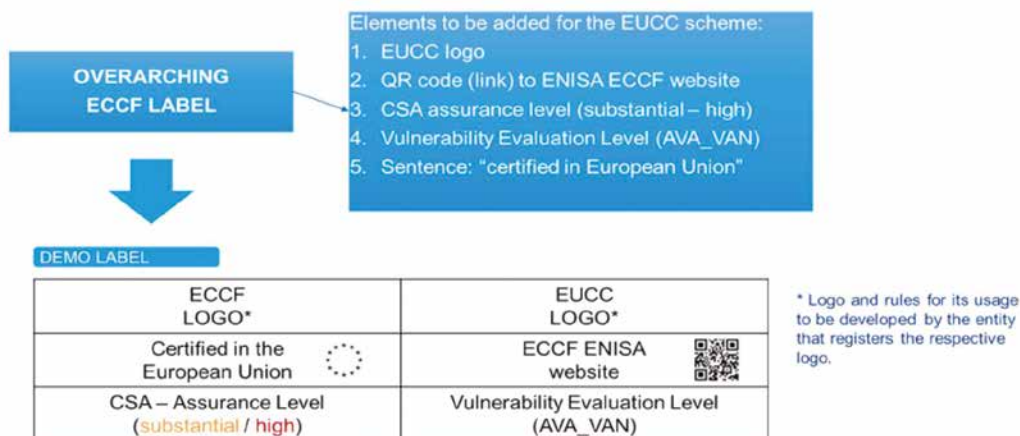 OVERARCHING
ECCF LABEL
Elements to be added for the EUCC scheme:
1. EUCC logo
2. QR code (link) to ENISA ECCF website
3. CSA assurance level (substantial – high)
4. Vulnerability Evaluation Level (AVA_VAN)
5. Sentence: "certified in European Union"
DEMO LABEL
ECCF
LOGO*
EUCC
LOGO*
Certified in the
European Union
ECCF ENISA
website
CSA – Assurance Level
(substantial / high)
Vulnerability Evaluation Level
(AVA_VAN)
* Logo and rules for its usage
to be developed by the entity
that registers the respective
logo.